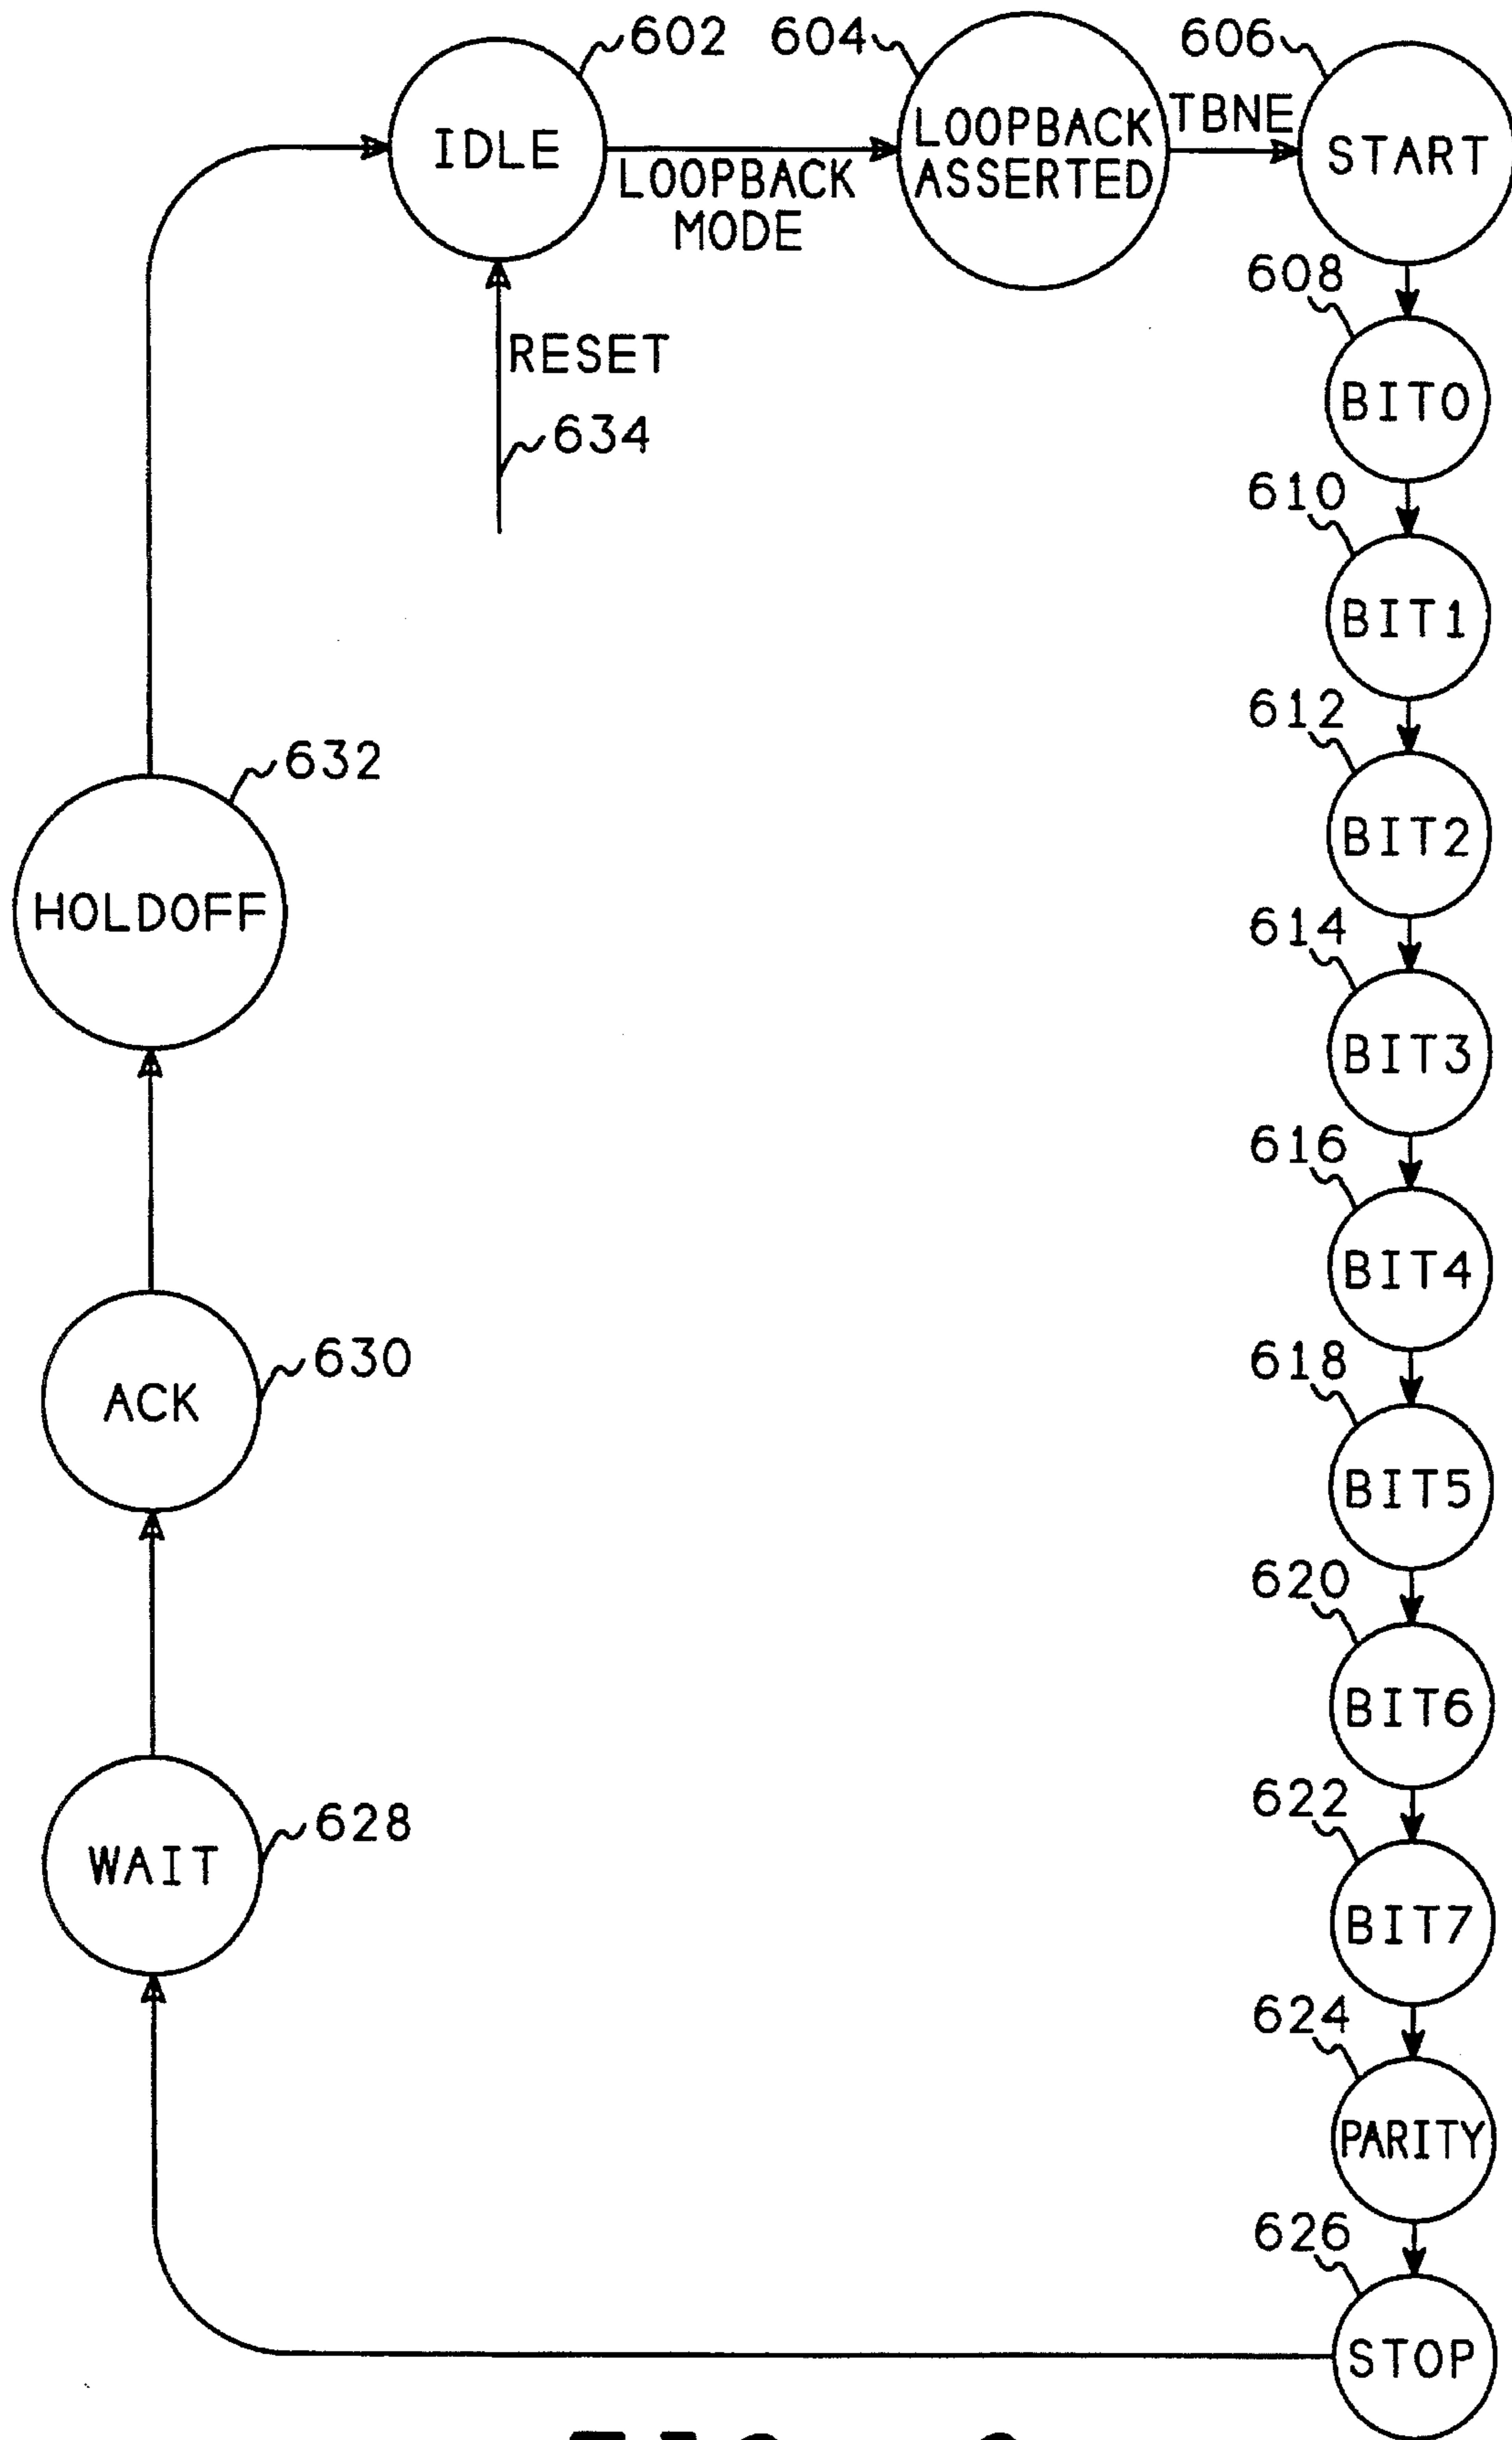 602
604
606
IDLE
LOOPBACK
MODE
LOOPBACK
ASSERTED
TBNE
START
RESET
634
608
BIT0
610
BIT1
612
BIT2
632
HOLDOFF
614
BIT3
616
BIT4
630
ACK
618
BIT5
620
BIT6
628
WAIT
622
BIT7
624
PARITY
626
STOP